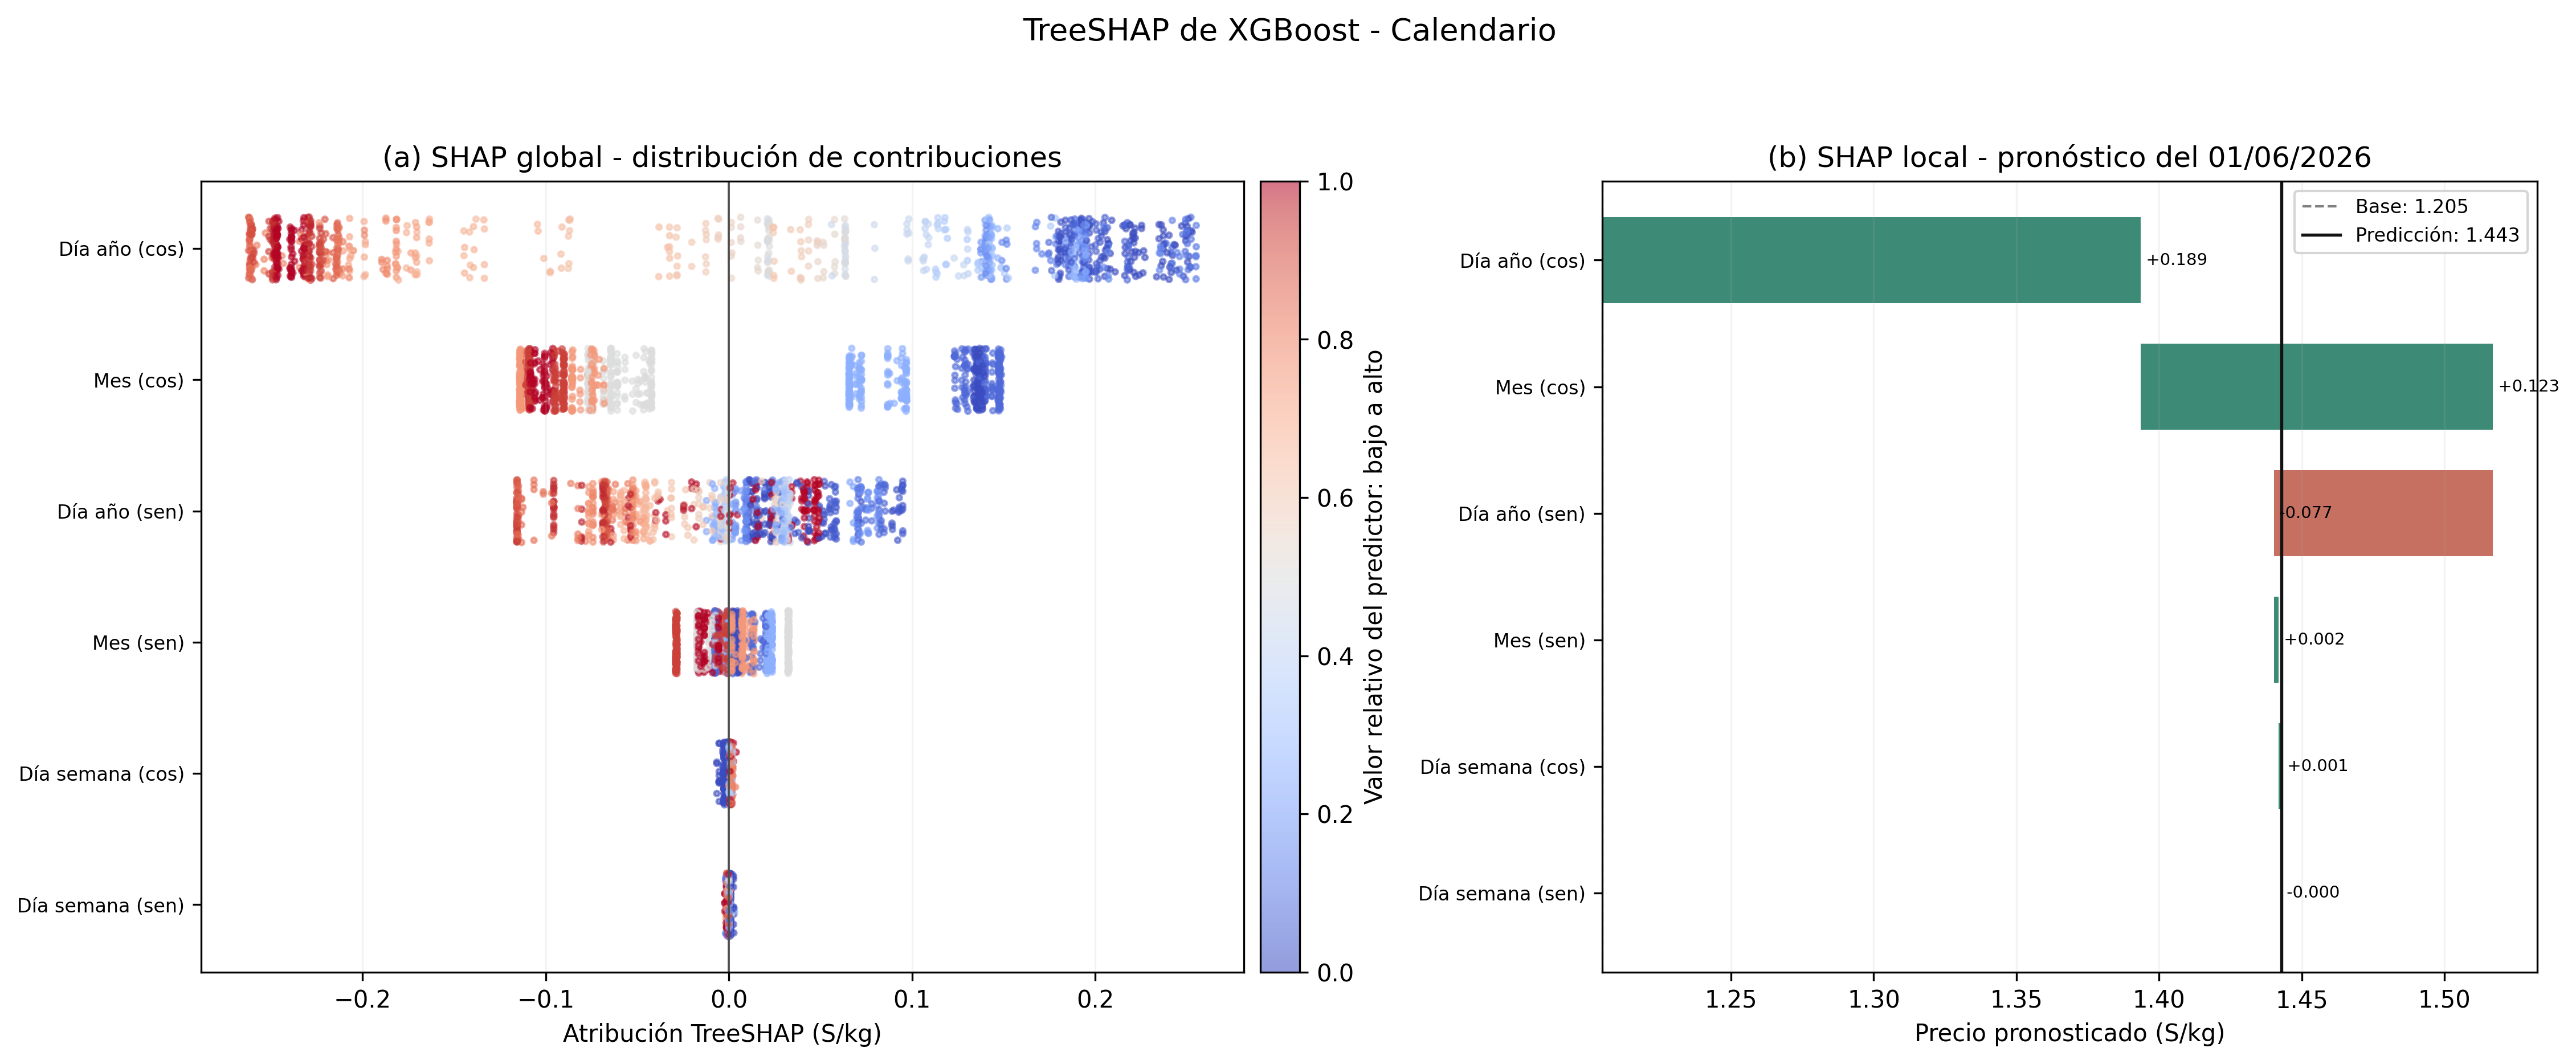 TreeSHAP de XGBoost - Calendario
(a) SHAP global - distribución de contribuciones
Día año (cos)
Mes (cos)
Día año (sen)
Mes (sen)
Día semana (cos)
Día semana (sen)
−0.2
−0.1
0.0
0.1
0.2
Atribución TreeSHAP (S/kg)
1.0
0.8
0.6
0.4
0.2
0.0
Valor relativo del predictor: bajo a alto
(b) SHAP local - pronóstico del 01/06/2026
Base: 1.205
Predicción: 1.443
Día año (cos)
+0.189
Mes (cos)
+0.123
Día año (sen)
-0.077
Mes (sen)
+0.002
Día semana (cos)
+0.001
Día semana (sen)
-0.000
1.25
1.30
1.35
1.40
1.45
1.50
Precio pronosticado (S/kg)